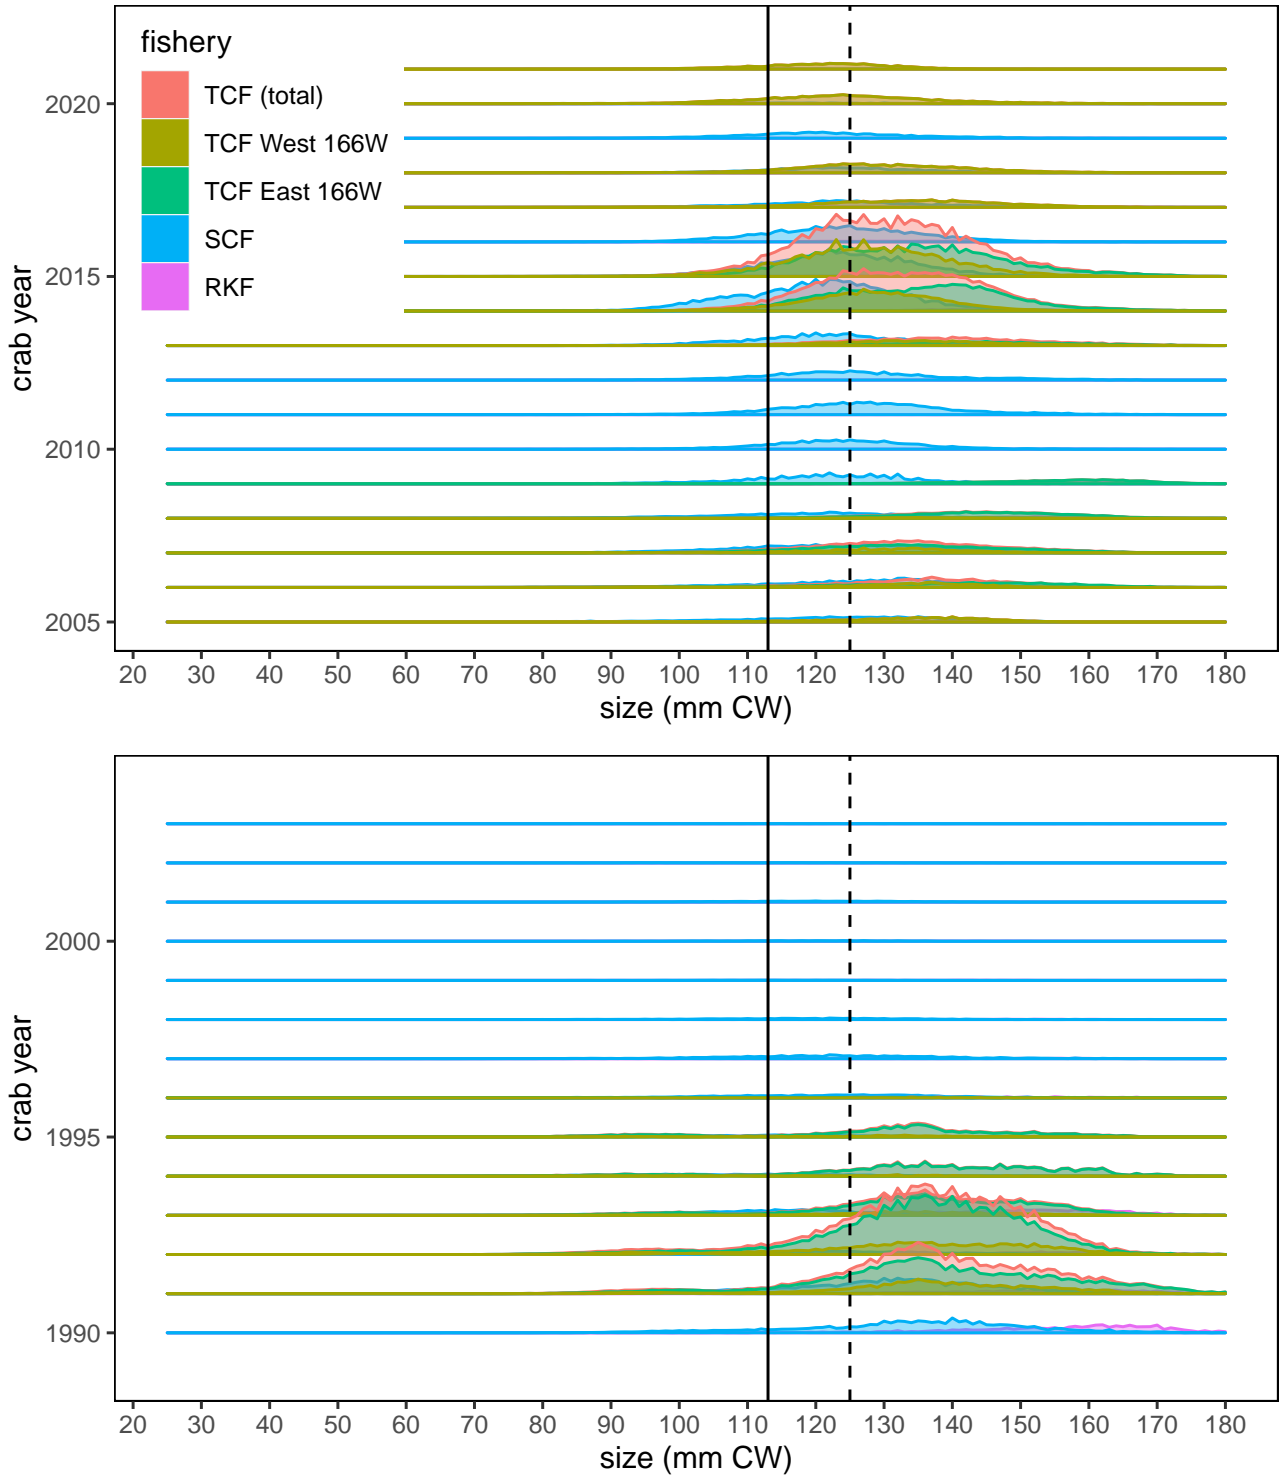 fishery
TCF (total)
TCF West 166W
TCF East 166W
SCF
RKF
crab year
2020
2015
2010
2005
20 30 40 50 60 70 80 90 100 110 120 130 140 150 160 170 180
size (mm CW)
crab year
2000
1995
1990
20 30 40 50 60 70 80 90 100 110 120 130 140 150 160 170 180
size (mm CW)